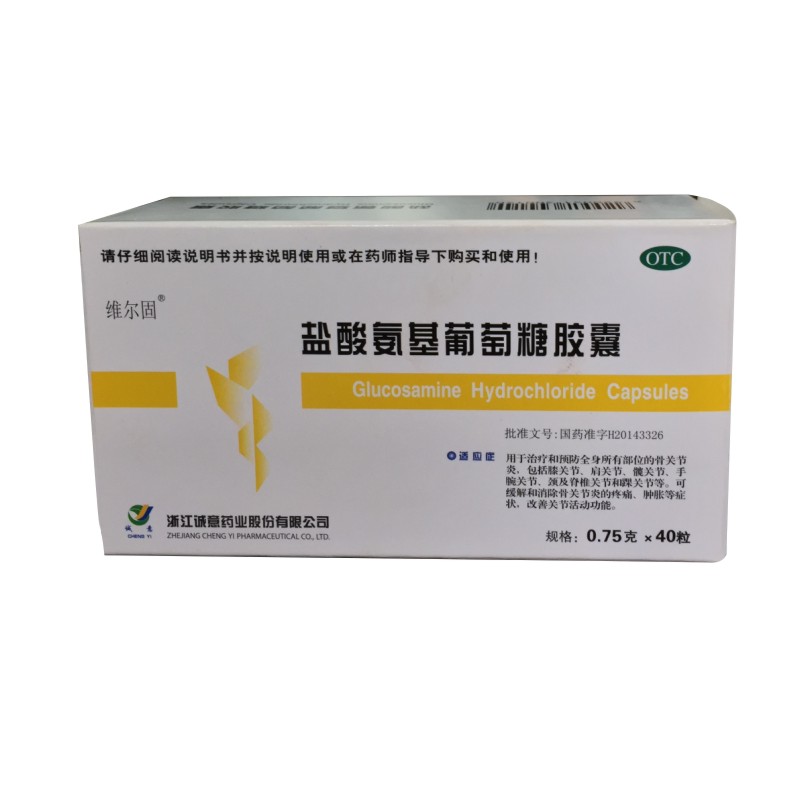 请仔细阅读说明书并按说明使用或在药师指导下购买和使用!
OTC
维尔固®
盐酸氨基葡萄糖胶囊
Glucosamine Hydrochloride Capsules
批准文号:国药准字H20143326
适应症
用于治疗和预防全身所有部位的骨关节
炎,包括膝关节、肩关节、髋关节、手
腕关节、颈及脊椎关节和踝关节等。可
缓解和消除骨关节炎的疼痛、肿胀等症
状,改善关节活动功能。
诚意
CHENG YI
浙江诚意药业股份有限公司
ZHEJIANG CHENG YI PHARMACEUTICAL CO., LTD.
规格:0.75克×40粒